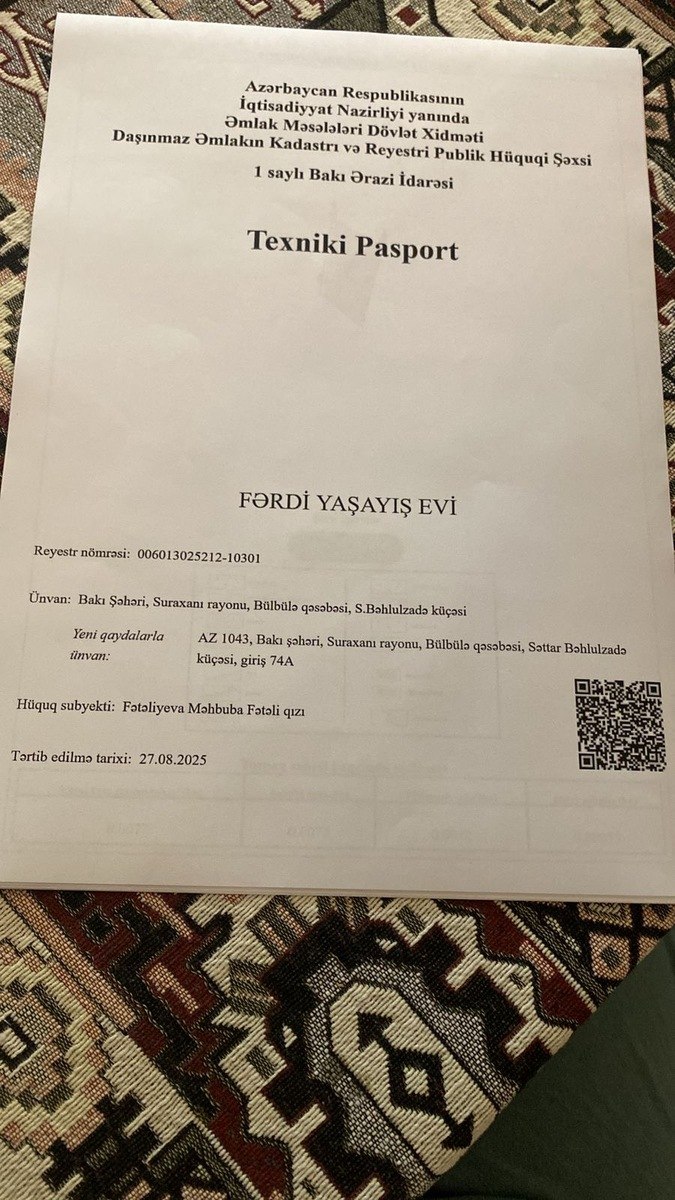 Azərbaycan Respublikasının
İqtisadiyyat Nazirliyi yanında
Əmlak Məsələləri Dövlət Xidməti
Daşınmaz Əmlakın Kadastrı və Reyestri Publik Hüquqi Şəxsi
1 saylı Bakı Ərazi İdarəsi
Texniki Pasport
FƏRDİ YAŞAYIŞ EVİ
Reyestr nömrəsi: 006013025212-10301
Ünvan: Bakı Şəhəri, Suraxanı rayonu, Bülbülə qəsəbəsi, S.Bəhlulzadə küçəsi
Yeni qaydalarla ünvan: AZ 1043, Bakı şəhəri, Suraxanı rayonu, Bülbülə qəsəbəsi, Səttar Bəhlulzadə
küçəsi, giriş 74A
Hüquq subyekti: Fətəliyeva Məhbuba Fətəli qızı
Tərtib edilmə tarixi: 27.08.2025